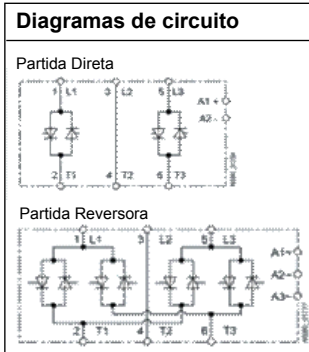 Diagramas de circuito
Partida Direta
1 L1 3 L2 5 L3
A1 +
A2 -
2 T1 4 T2 6 T3
Partida Reversora
1 L1 3 L2 5 L3
A1+
A2-
A3-
2 T1 4 T2 6 T3